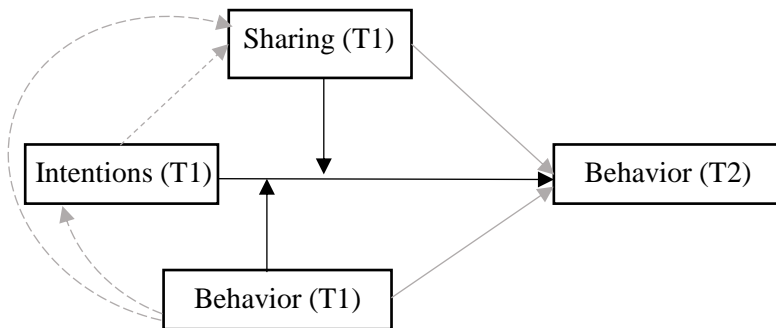 Sharing (T1)
Intentions (T1)
Behavior (T2)
Behavior (T1)